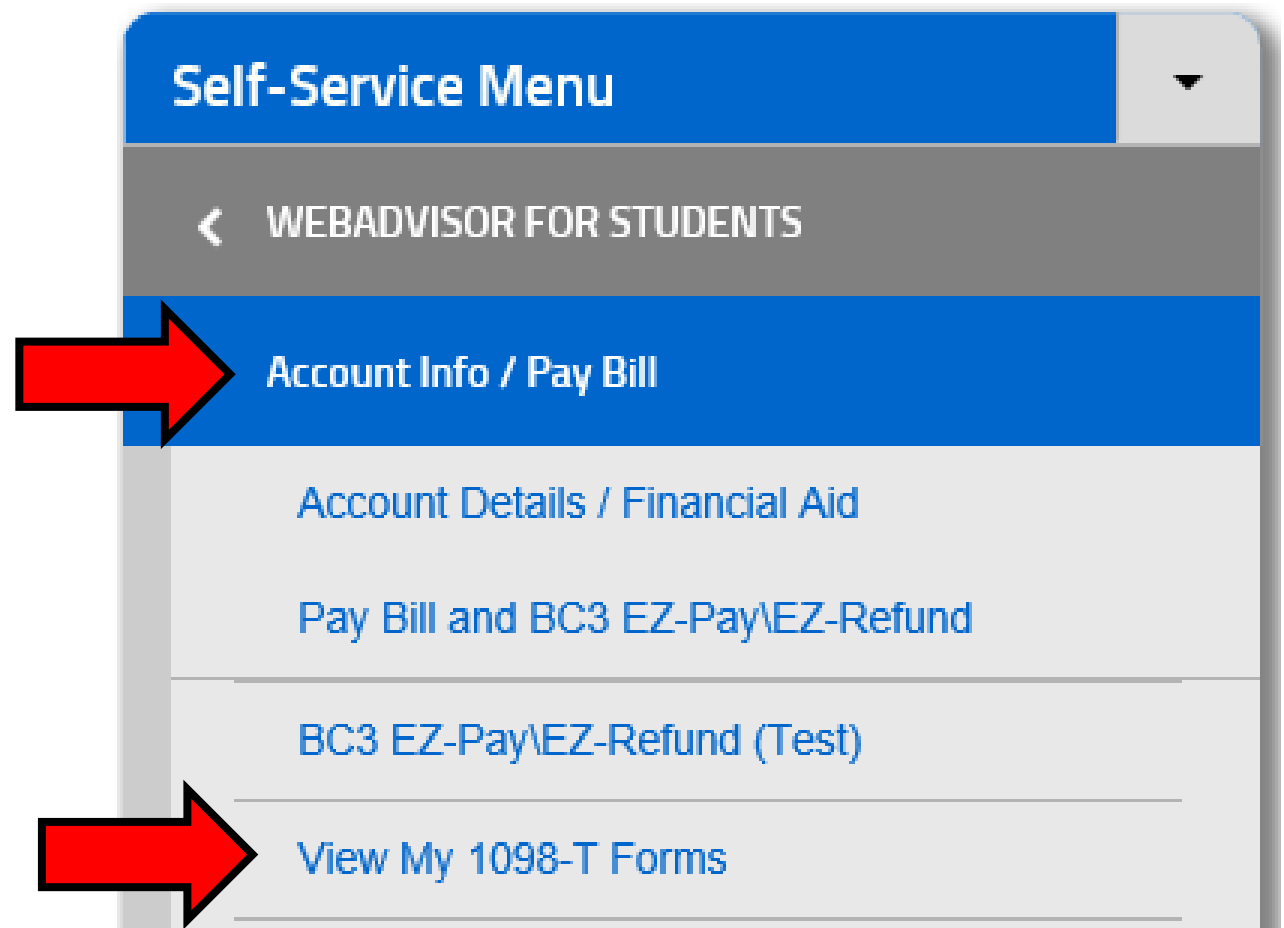 Self-Service Menu
WEBADVISOR FOR STUDENTS
Account Info / Pay Bill
Account Details / Financial Aid
Pay Bill and BC3 EZ-Pay\EZ-Refund
BC3 EZ-Pay\EZ-Refund (Test)
View My 1098-T Forms